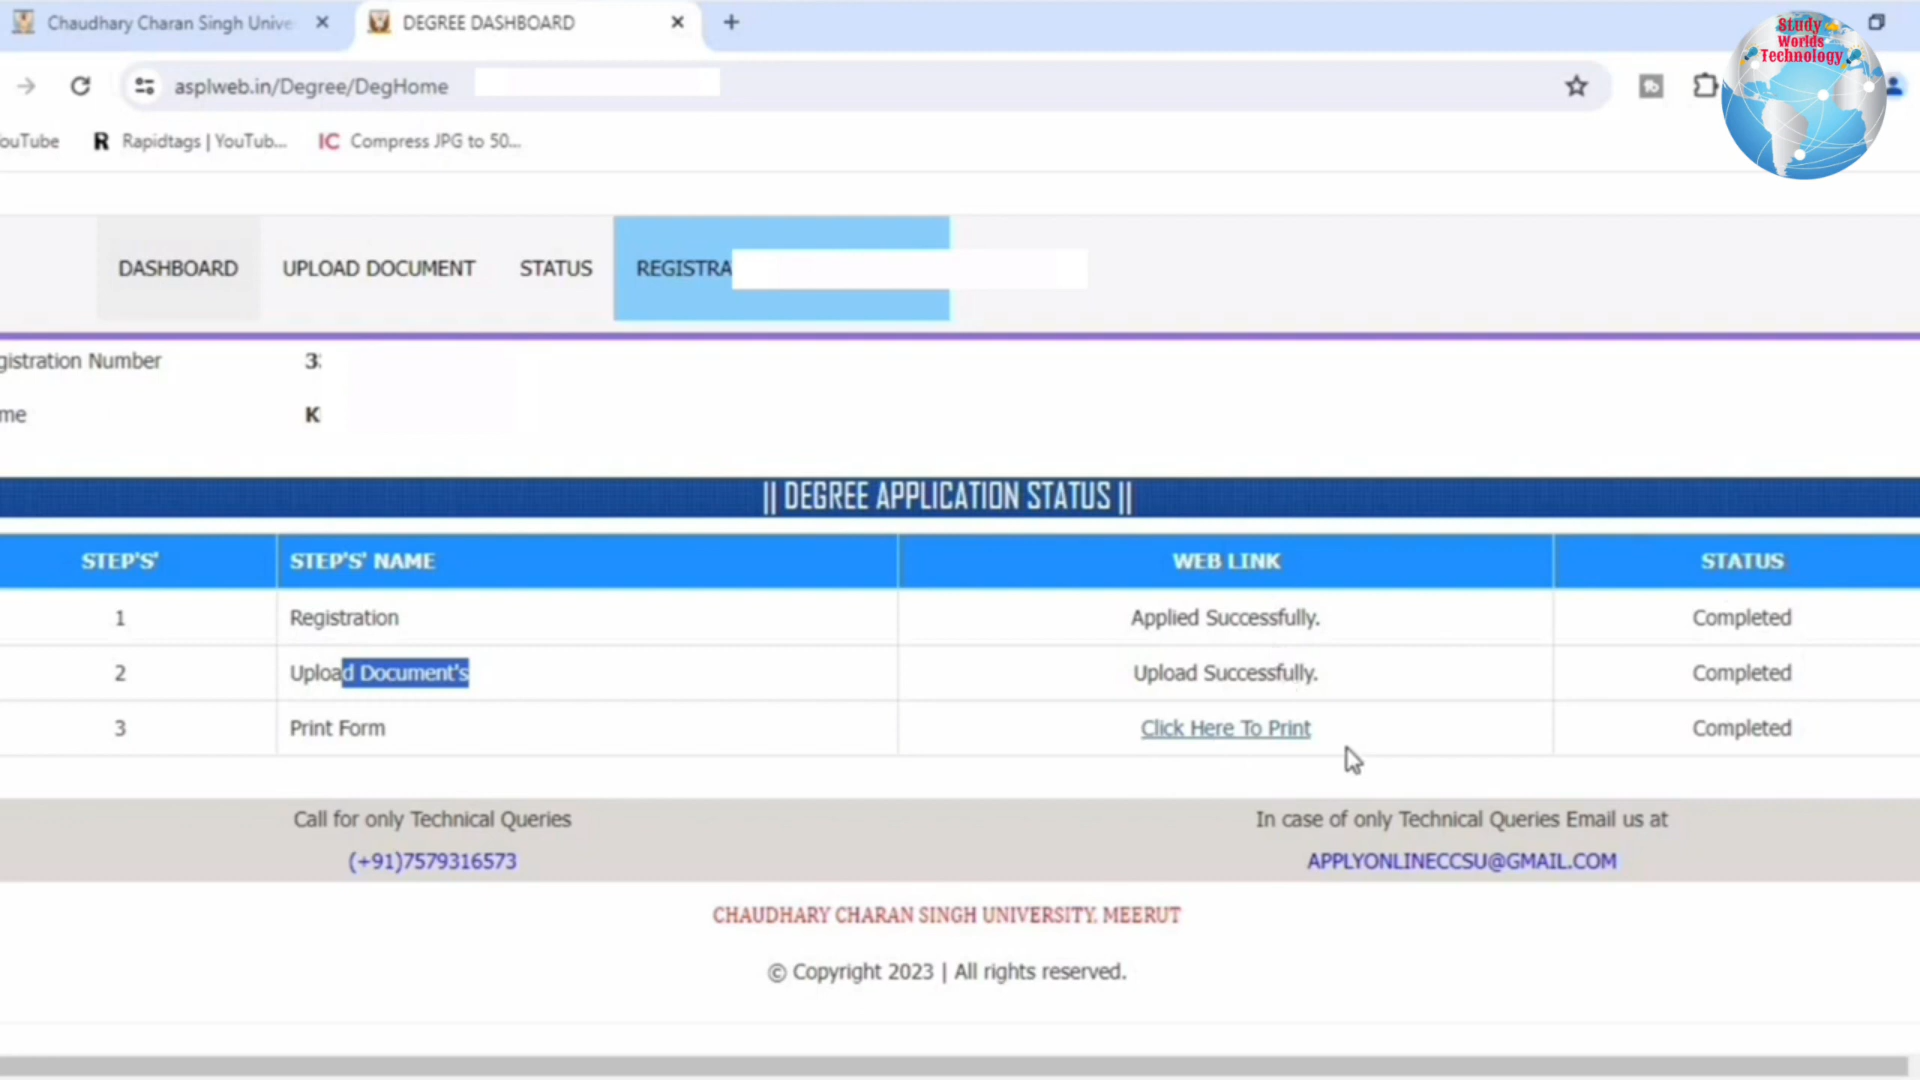 Chaudhary Charan Singh Unive
DEGREE DASHBOARD
Study
Worlds
Technology
asplweb.in/Degree/DegHome
ouTube
R Rapidtags | YouTub...
IC Compress JPG to 50...
DASHBOARD
UPLOAD DOCUMENT
STATUS
REGISTRA
gistration Number 3
me K
|| DEGREE APPLICATION STATUS ||
STEP'S' STEP'S' NAME WEB LINK STATUS
1 Registration Applied Successfully. Completed
2 Upload Document's Upload Successfully. Completed
3 Print Form Click Here To Print Completed
Call for only Technical Queries
(+91)7579316573
In case of only Technical Queries Email us at
APPLYONLINECCSU@GMAIL.COM
CHAUDHARY CHARAN SINGH UNIVERSITY, MEERUT
© Copyright 2023 | All rights reserved.